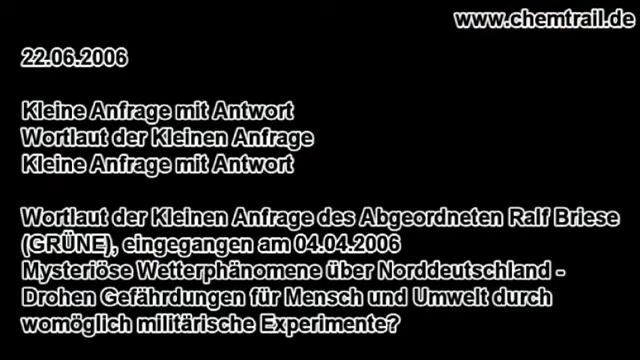 www.chemtrail.de
22.06.2006
Kleine Anfrage mit Antwort
Wortlaut der Kleinen Anfrage
Kleine Anfrage mit Antwort
Wortlaut der Kleinen Anfrage des Abgeordneten Ralf Briese
(GRÜNE), eingegangen am 04.04.2006
Mysteriöse Wetterphänomene über Norddeutschland -
Drohen Gefährdungen für Mensch und Umwelt durch
womöglich militärische Experimente?